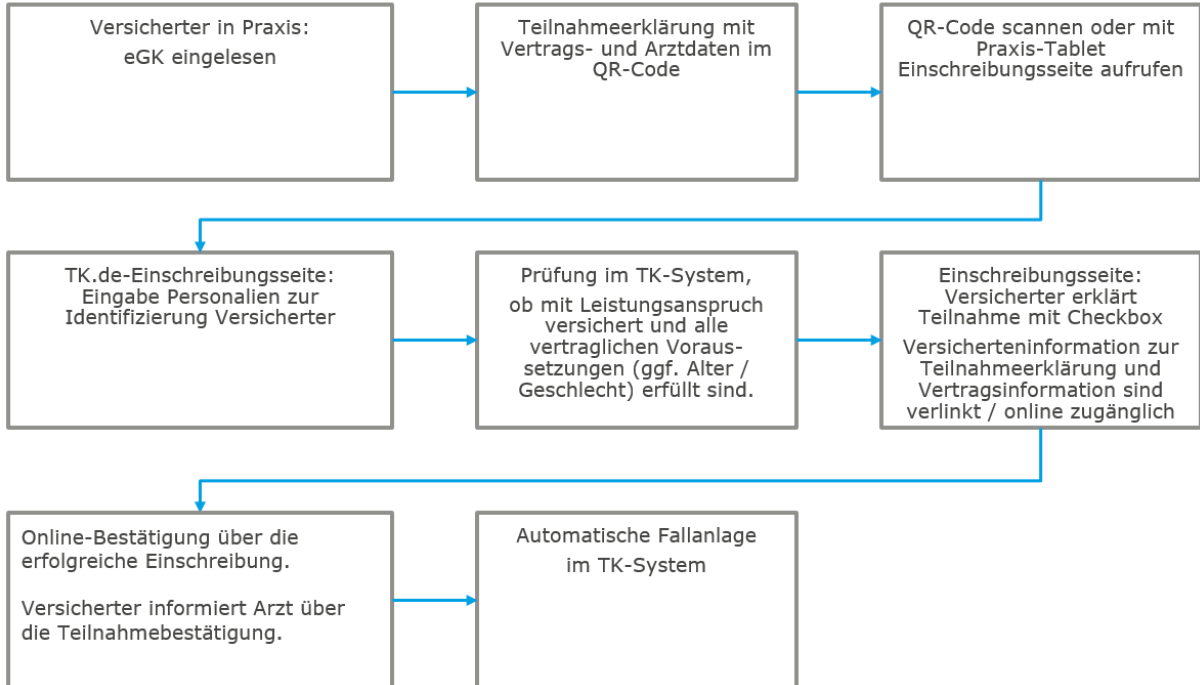 Versicherter in Praxis:
eGK eingelesen
Teilnahmeerklärung mit
Vertrags- und Arztdaten im
QR-Code
QR-Code scannen oder mit
Praxis-Tablet
Einschreibungsseite aufrufen
TK.de-Einschreibungsseite:
Eingabe Personalien zur
Identifizierung Versicherter
Prüfung im TK-System,
ob mit Leistungsanspruch
versichert und alle
vertraglichen Voraus-
setzungen (ggf. Alter /
Geschlecht) erfüllt sind.
Einschreibungsseite:
Versicherter erklärt
Teilnahme mit Checkbox
Versicherteninformation zur
Teilnahmeerklärung und
Vertragsinformation sind
verlinkt / online zugänglich
Online-Bestätigung über die
erfolgreiche Einschreibung.
Versicherter informiert Arzt über
die Teilnahmebestätigung.
Automatische Fallanlage
im TK-System